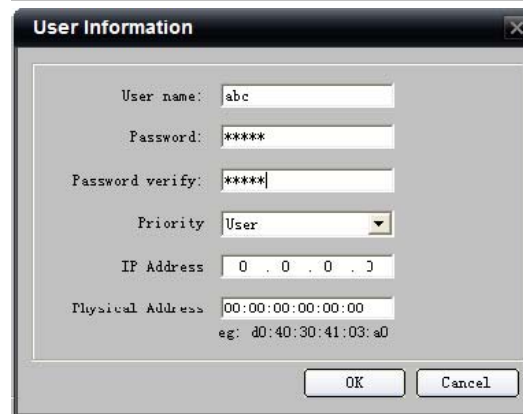 User Information
User name: abc
Password: *****
Password verify: *****
Priority User
IP Address 0 . 0 . 0 . 0
Physical Address 00:00:00:00:00:00
eg: d0:40:30:41:03:a0
OK Cancel